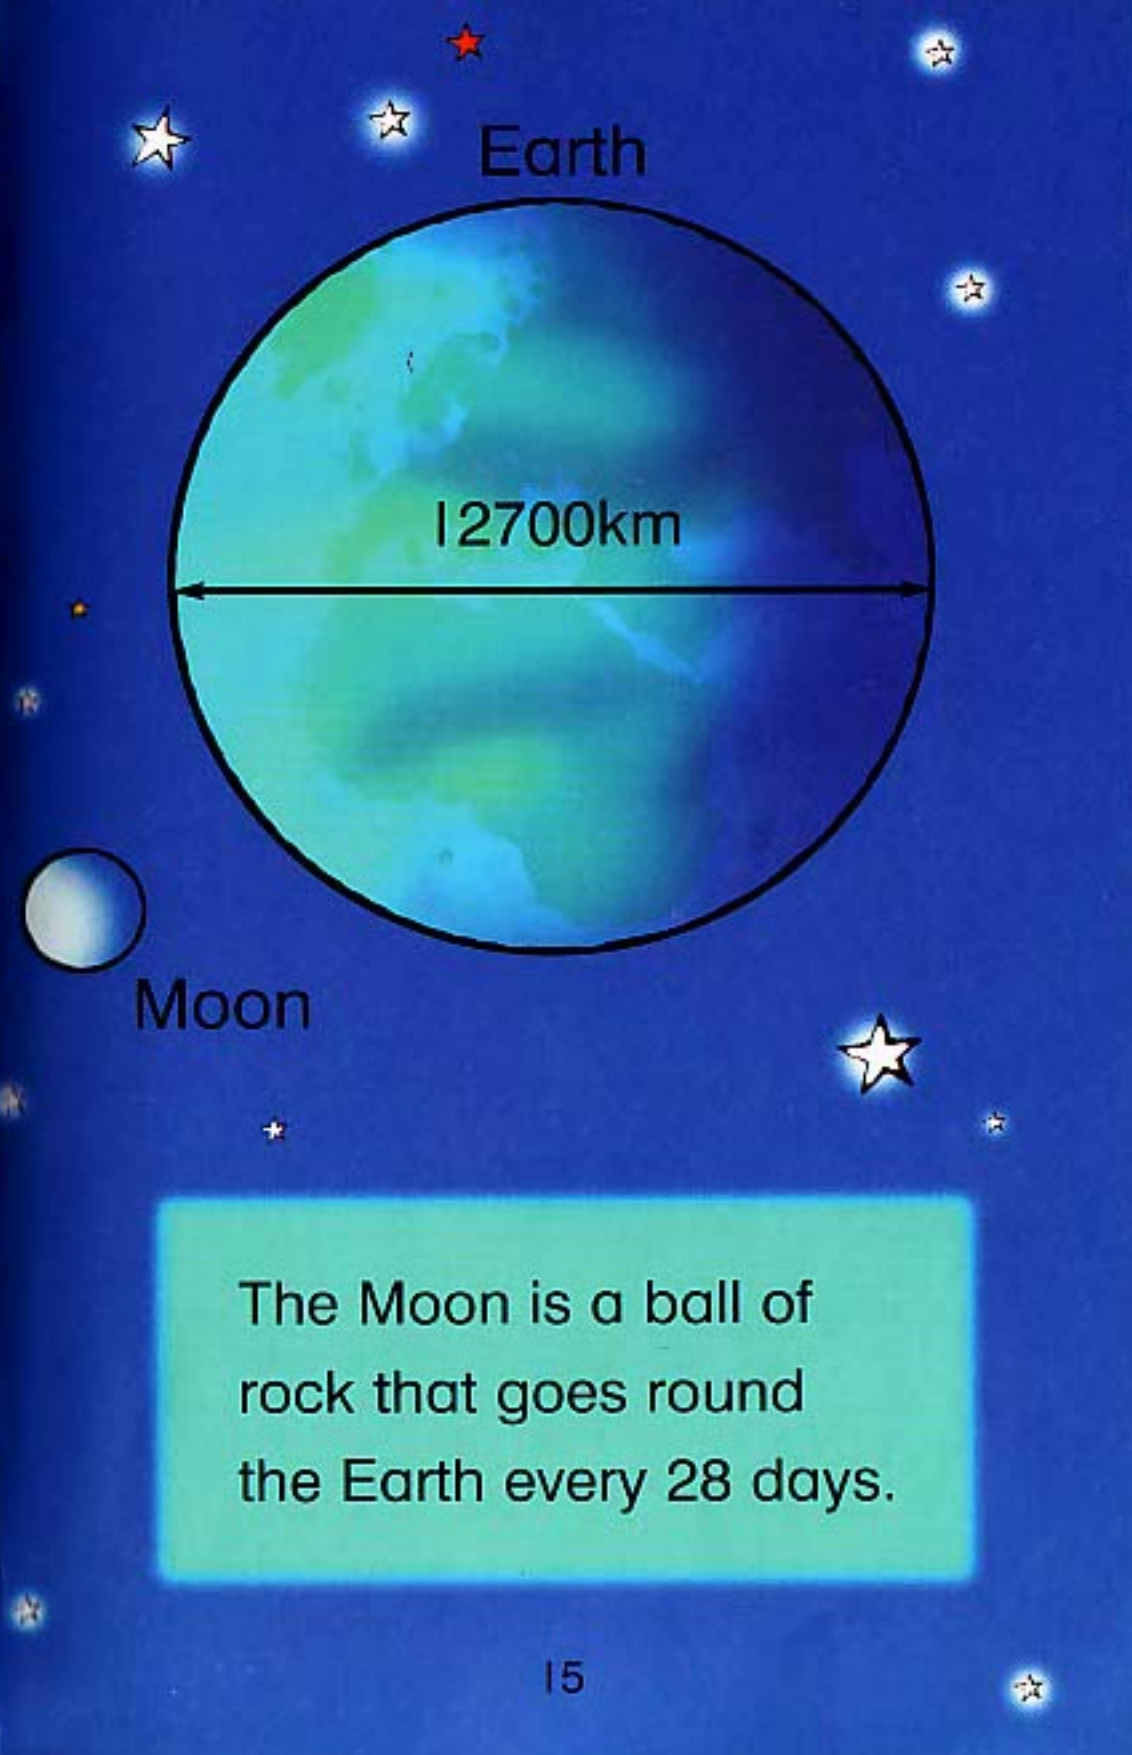 Earth
12700km
Moon
The Moon is a ball of
rock that goes round
the Earth every 28 days.
15